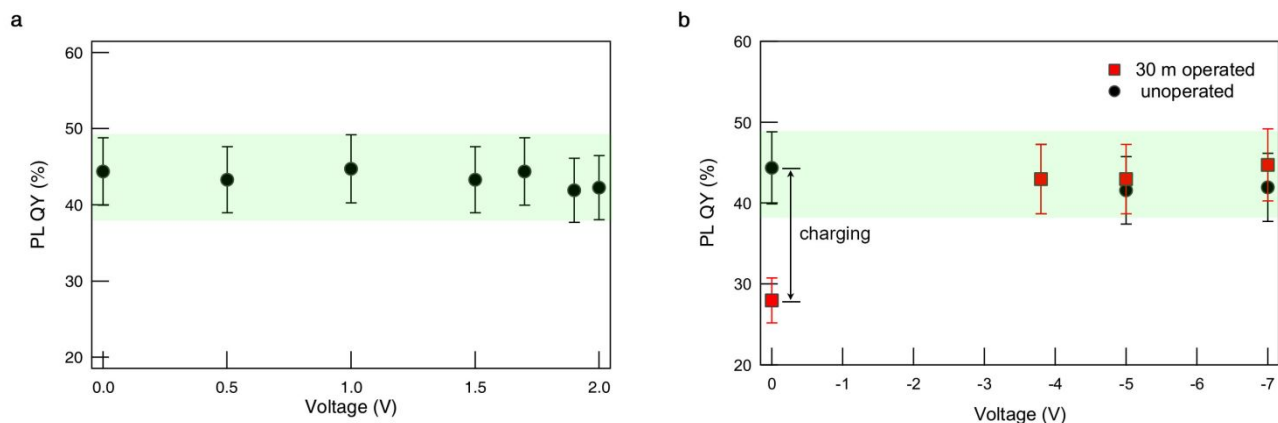 a
60
50
40
30
20
PL QY (%)
0.0 0.5 1.0 1.5 2.0
Voltage (V)
b
60
50
40
30
20
PL QY (%)
30 m operated
unoperated
charging
0 -1 -2 -3 -4 -5 -6 -7
Voltage (V)